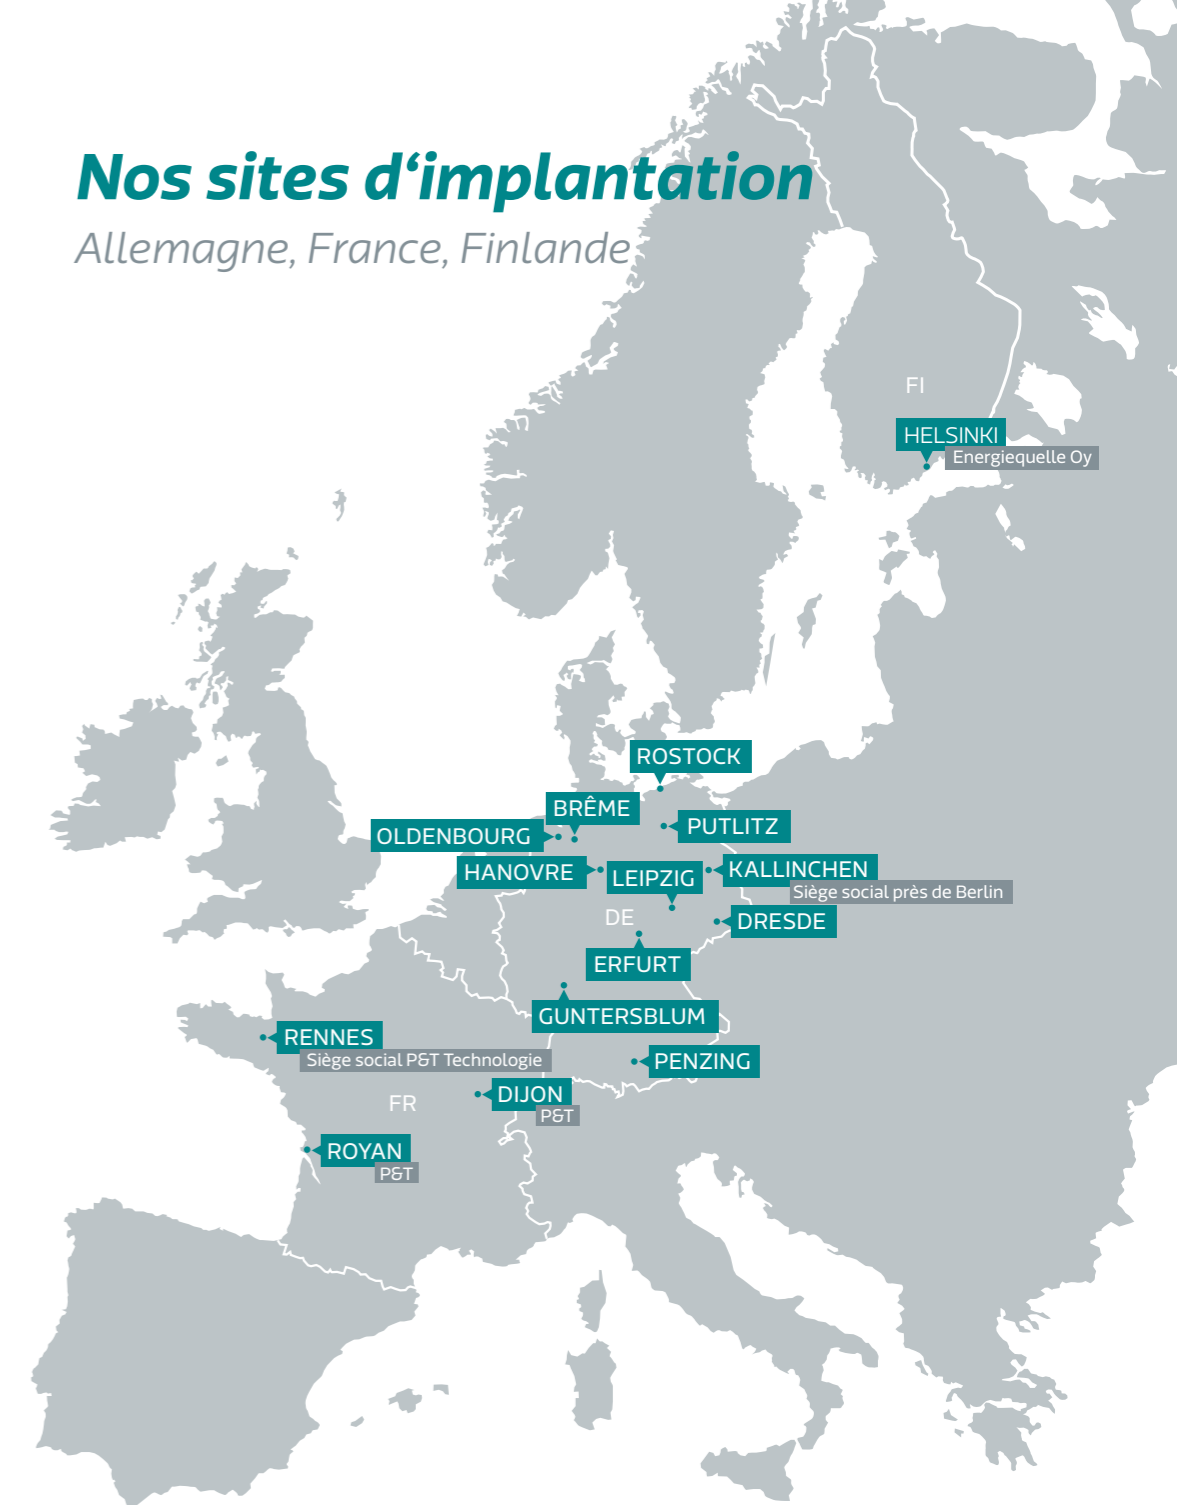 Nos sites d‘implantation
Allemagne, France, Finlande
FI
HELSINKI
Energiequelle Oy
ROSTOCK
BRÊME
PUTLITZ
OLDENBOURG
HANOVRE
LEIPZIG
KALLINCHEN
Siège social près de Berlin
DE
DRESDE
ERFURT
GUNTERSBLUM
RENNES
Siège social P&T Technologie
PENZING
FR
DIJON
P&T
ROYAN
P&T